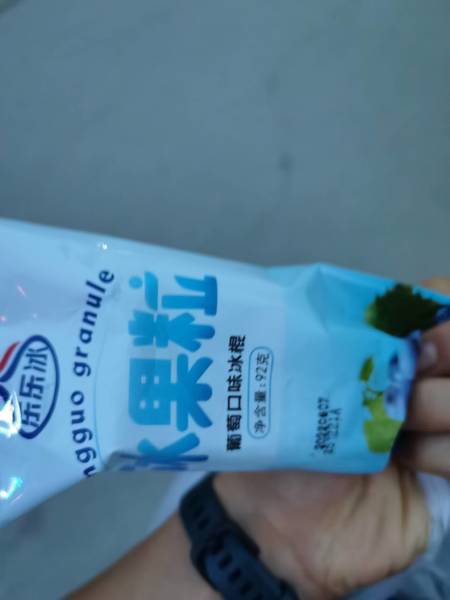 乐乐冰
ngguo granule
冰果粒
葡萄口味冰棍
净含量:92克